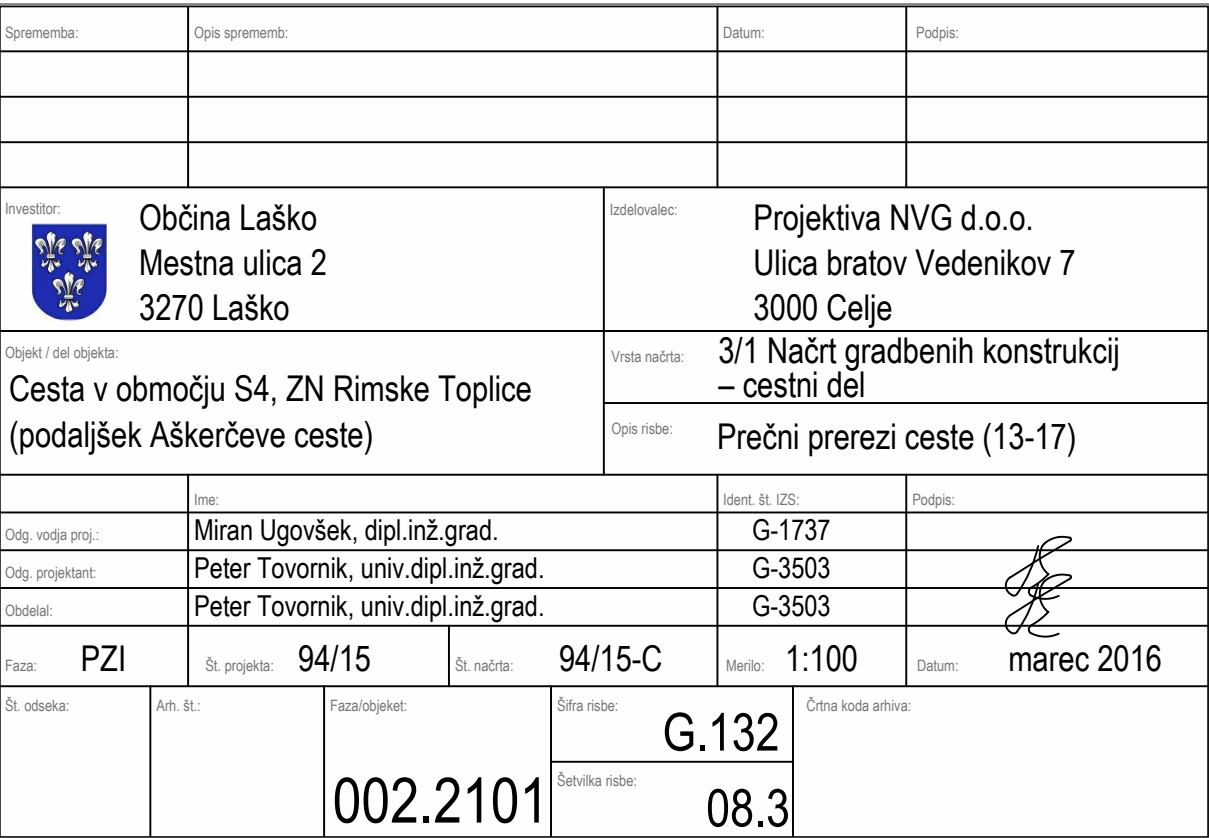 Sprememba: Opis sprememb: Datum: Podpis:
Investitor:
Občina Laško
Mestna ulica 2
3270 Laško
Izdelovalec:
Projektiva NVG d.o.o.
Ulica bratov Vedenikov 7
3000 Celje
Objekt / del objekta:
Cesta v območju S4, ZN Rimske Toplice
(podaljšek Aškerčeve ceste)
Vrsta načrta: 3/1 Načrt gradbenih konstrukcij
– cestni del
Opis risbe: Prečni prerezi ceste (13-17)
Ime: Ident. št. IZS: Podpis:
Odg. vodja proj.: Miran Ugovšek, dipl.inž.grad. G-1737
Odg. projektant: Peter Tovornik, univ.dipl.inž.grad. G-3503
Obdelal: Peter Tovornik, univ.dipl.inž.grad. G-3503
Faza: PZI Št. projekta: 94/15 Št. načrta: 94/15-C Merilo: 1:100 Datum: marec 2016
Št. odseka: Arh. št.: Faza/objeket: Šifra risbe: Črtna koda arhiva:
G.132
002.2101
Šetvilka risbe:
08.3